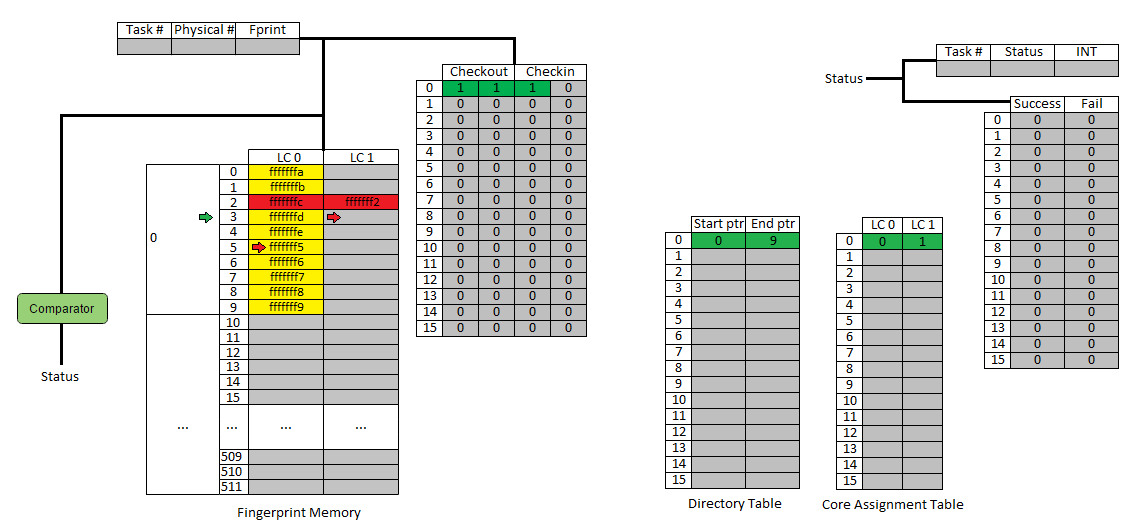 Task # Physical # Fprint
Task # Status INT
Status
Checkout Checkin
0 1 1 1 0
1 0 0 0 0
2 0 0 0 0
3 0 0 0 0
4 0 0 0 0
5 0 0 0 0
6 0 0 0 0
7 0 0 0 0
8 0 0 0 0
9 0 0 0 0
10 0 0 0 0
11 0 0 0 0
12 0 0 0 0
13 0 0 0 0
14 0 0 0 0
15 0 0 0 0
Success Fail
0 0 0
1 0 0
2 0 0
3 0 0
4 0 0
5 0 0
6 0 0
7 0 0
8 0 0
9 0 0
10 0 0
11 0 0
12 0 0
13 0 0
14 0 0
15 0 0
LC 0 LC 1
0
0 fffffffa
1 fffffffb
2 fffffffc fffffff2
3 fffffffd
4 fffffffe
5 fffffff5
6 fffffff6
7 fffffff7
8 fffffff8
9 fffffff9
10
11
12
13
14
15
... ... ... ...
509
510
511
Fingerprint Memory
Comparator
Status
Start ptr End ptr
0 0 9
1
2
3
4
5
6
7
8
9
10
11
12
13
14
15
Directory Table
LC 0 LC 1
0 0 1
1
2
3
4
5
6
7
8
9
10
11
12
13
14
15
Core Assignment Table